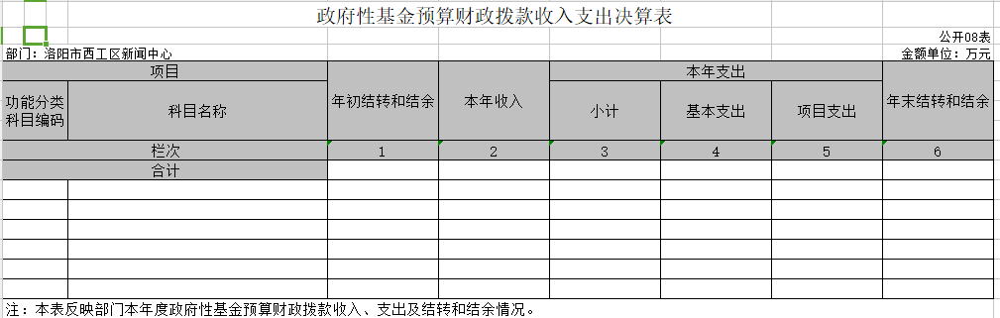 政府性基金预算财政拨款收入支出决算表
公开08表
部门：洛阳市西工区新闻中心
金额单位：万元
项目
年初结转和结余
本年收入
本年支出
年末结转和结余
功能分类
科目编码
科目名称
小计
基本支出
项目支出
栏次
1
2
3
4
5
6
合计
注：本表反映部门本年度政府性基金预算财政拨款收入、支出及结转和结余情况。